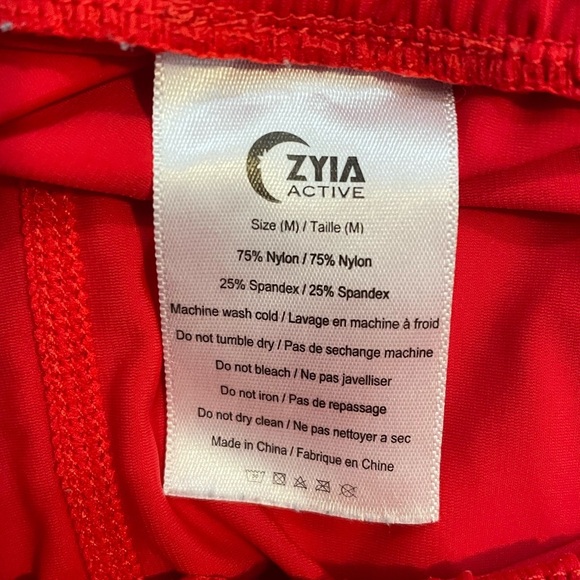 ZYIA
ACTIVE
Size (M) / Taille (M)
75% Nylon / 75% Nylon
25% Spandex / 25% Spandex
Machine wash cold / Lavage en machine à froid
Do not tumble dry / Pas de sechange machine
Do not bleach / Ne pas javelliser
Do not iron / Pas de repassage
Do not dry clean / Ne pas nettoyer a sec
Made in China / Fabrique en Chine